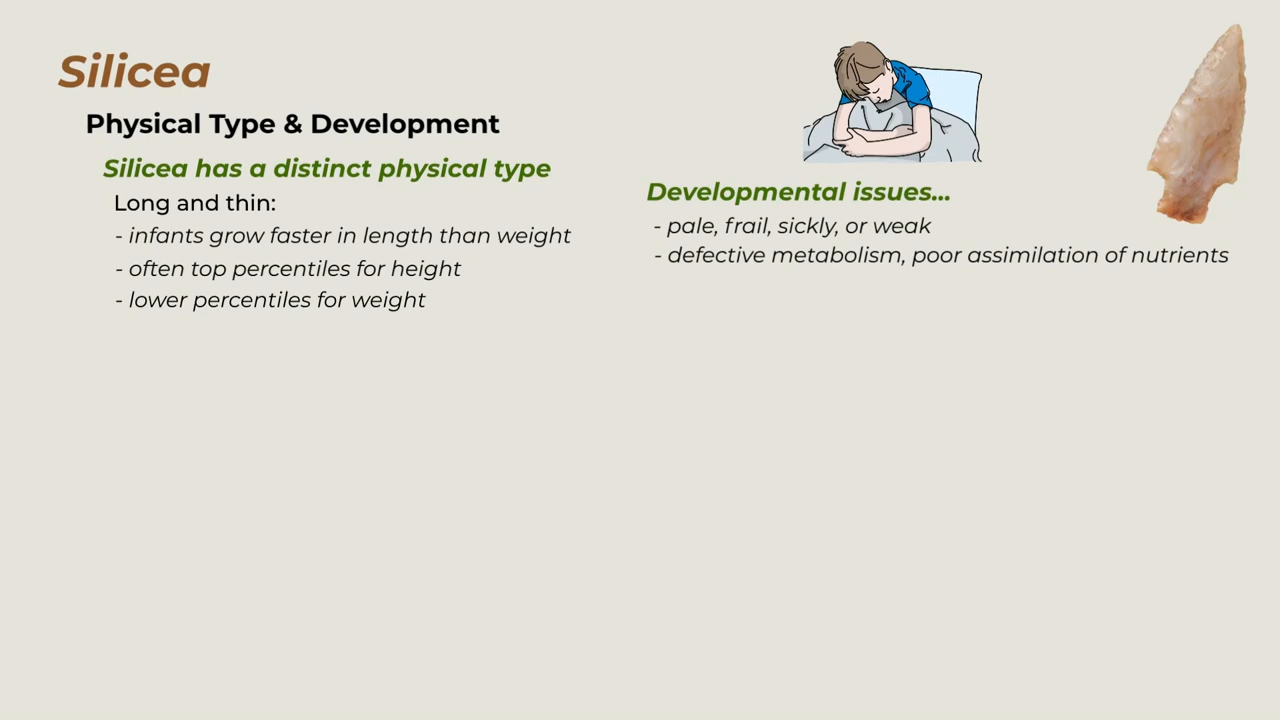 Silicea
Physical Type & Development
Silicea has a distinct physical type
Long and thin:
- infants grow faster in length than weight
- often top percentiles for height
- lower percentiles for weight
Developmental issues...
- pale, frail, sickly, or weak
- defective metabolism, poor assimilation of nutrients